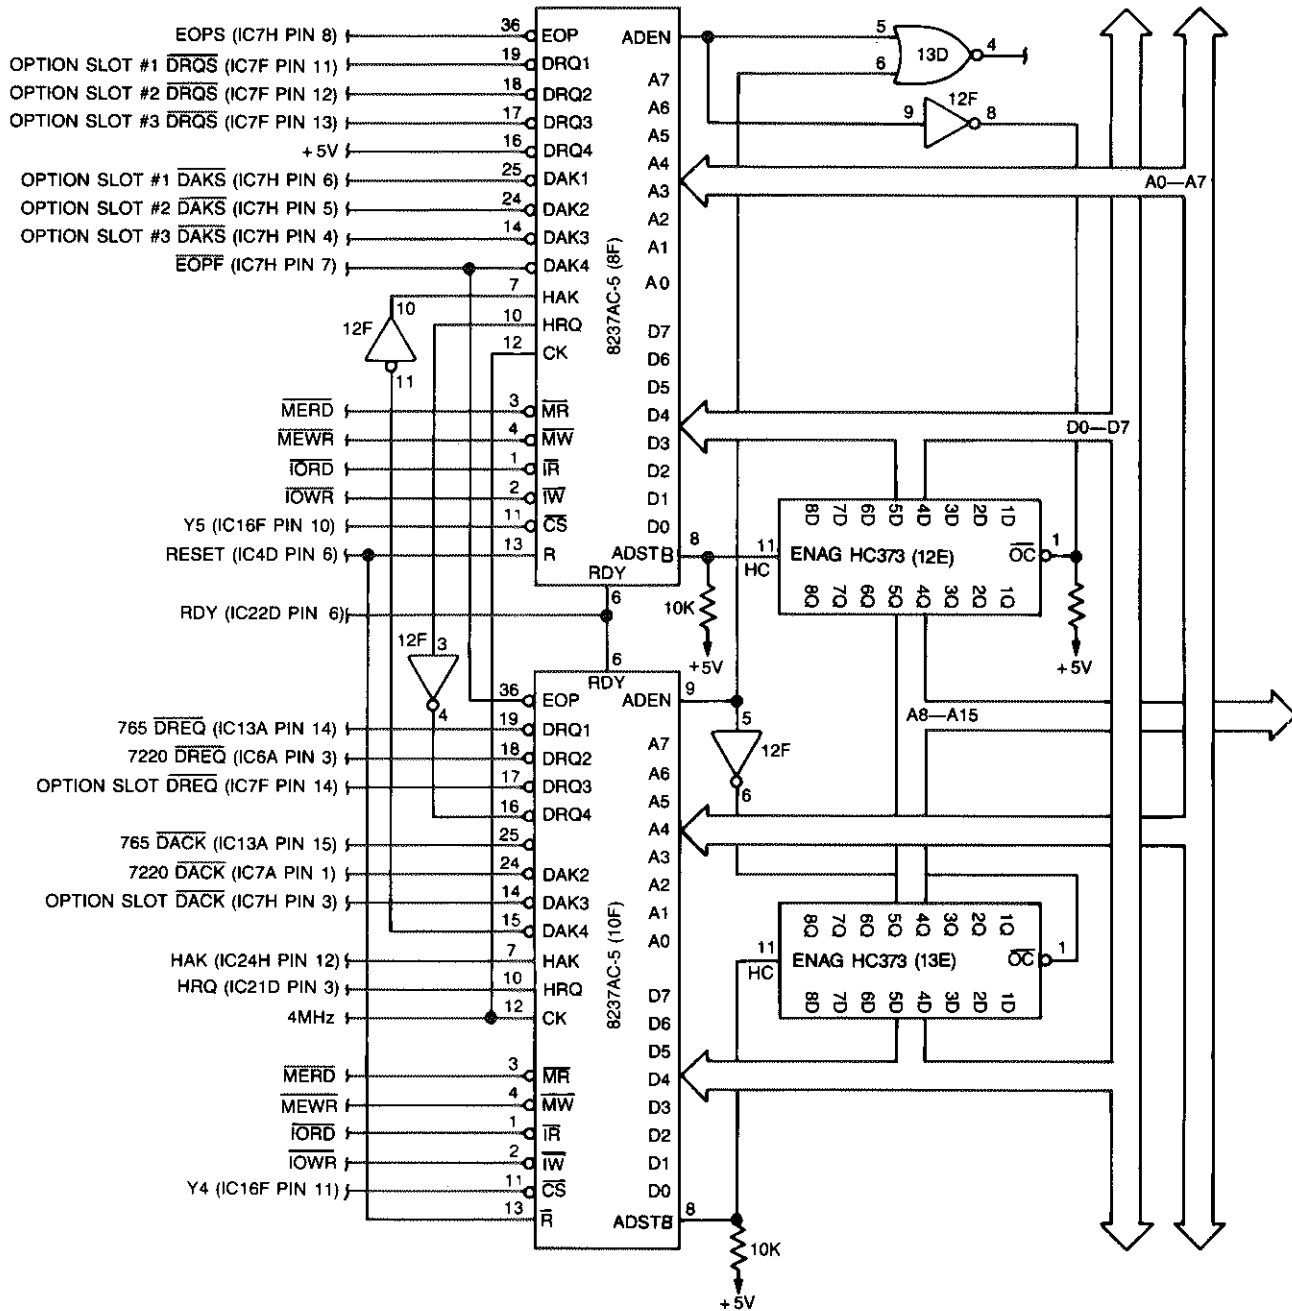 EOPS (IC7H PIN 8) 36 EOP ADEN 5 13D 4
OPTION SLOT #1 DRQS (IC7F PIN 11) 19 DRQ1 6
A7
OPTION SLOT #2 DRQS (IC7F PIN 12) 18 DRQ2
A6 12F
OPTION SLOT #3 DRQS (IC7F PIN 13) 17 DRQ3 9 8
A5
+5V 16 DRQ4
A4
OPTION SLOT #1 DAKS (IC7H PIN 6) 25 DAK1
A3 A0—A7
OPTION SLOT #2 DAKS (IC7H PIN 5) 24 DAK2
A2
OPTION SLOT #3 DAKS (IC7H PIN 4) 14 DAK3
A1
EOPF (IC7H PIN 7) DAK4
A0
7 HAK
10
12F 10 HRQ
D7
12 CK
D6
11
8237AC-5 (8F)
D5
MERD 3 MR
D4
MEWR 4 MW
D3 D0—D7
IORD 1 IR
D2
IOWR 2 IW
D1
8D 7D 6D 5D 4D 3D 2D 1D
Y5 (IC16F PIN 10) 11 CS
D0
RESET (IC4D PIN 6) 13 R ADSTB 8 11 HC ENAG HC373 (12E) OC 1
RDY
8Q 7Q 6Q 5Q 4Q 3Q 2Q 1Q
6
10K
RDY (IC22D PIN 6)
12F 3
+5V +5V
6
RDY
36 EOP ADEN 9
4
5
A8—A15
765 DREQ (IC13A PIN 14) 19 DRQ1
A7 12F
7220 DREQ (IC6A PIN 3) 18 DRQ2
A6
OPTION SLOT DREQ (IC7F PIN 14) 17 DRQ3
A5 6
16 DRQ4
A4
765 DACK (IC13A PIN 15) 25
A3
7220 DACK (IC7A PIN 1) 24 DAK2
A2
OPTION SLOT DACK (IC7H PIN 3) 14 DAK3
A1
8Q 7Q 6Q 5Q 4Q 3Q 2Q 1Q
15 DAK4
A0
HAK (IC24H PIN 12) 7 HAK
11 HC ENAG HC373 (13E) OC 1
HRQ (IC21D PIN 3) 10 HRQ
D7
8D 7D 6D 5D 4D 3D 2D 1D
4MHz 12 CK
D6
8237AC-5 (10F)
D5
MERD 3 MR
D4
MEWR 4 MW
D3
IORD 1 IR
D2
IOWR 2 IW
D1
Y4 (IC16F PIN 11) 11 CS
D0
13 R ADSTB 8
10K
+5V